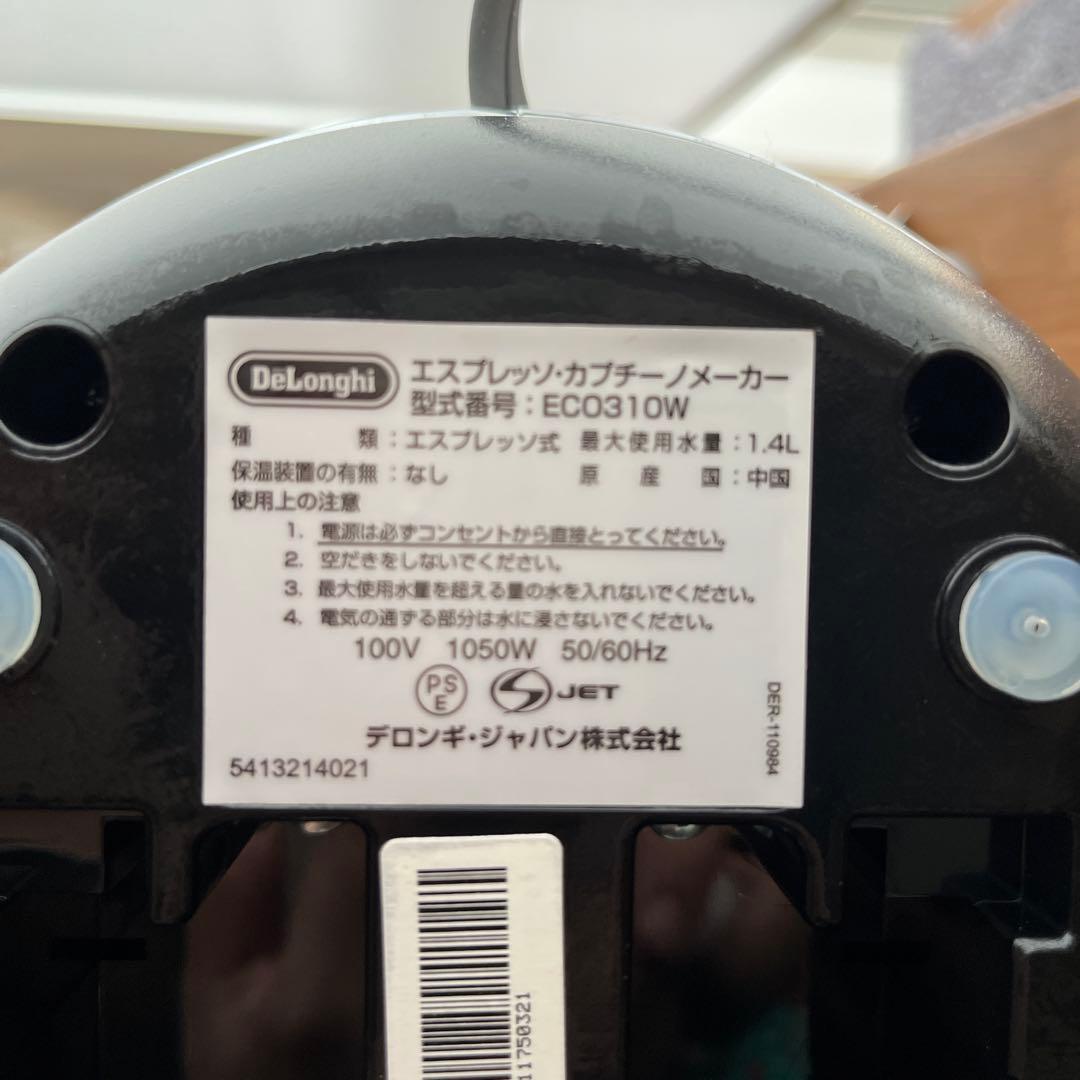 DeLonghi
エスプレッソ・カプチーノメーカー
型式番号:ECO310W
種 類:エスプレッソ式 最大使用水量:1.4L
保温装置の有無:なし 原 産 国:中国
使用上の注意
1. 電源は必ずコンセントから直接とってください。
2. 空だきをしないでください。
3. 最大使用水量を超える量の水を入れないでください。
4. 電気の通ずる部分は水に浸さないでください。
100V 1050W 50/60Hz
PS
E
JET
デロンギ・ジャパン株式会社
5413214021
DER-110984
11750321